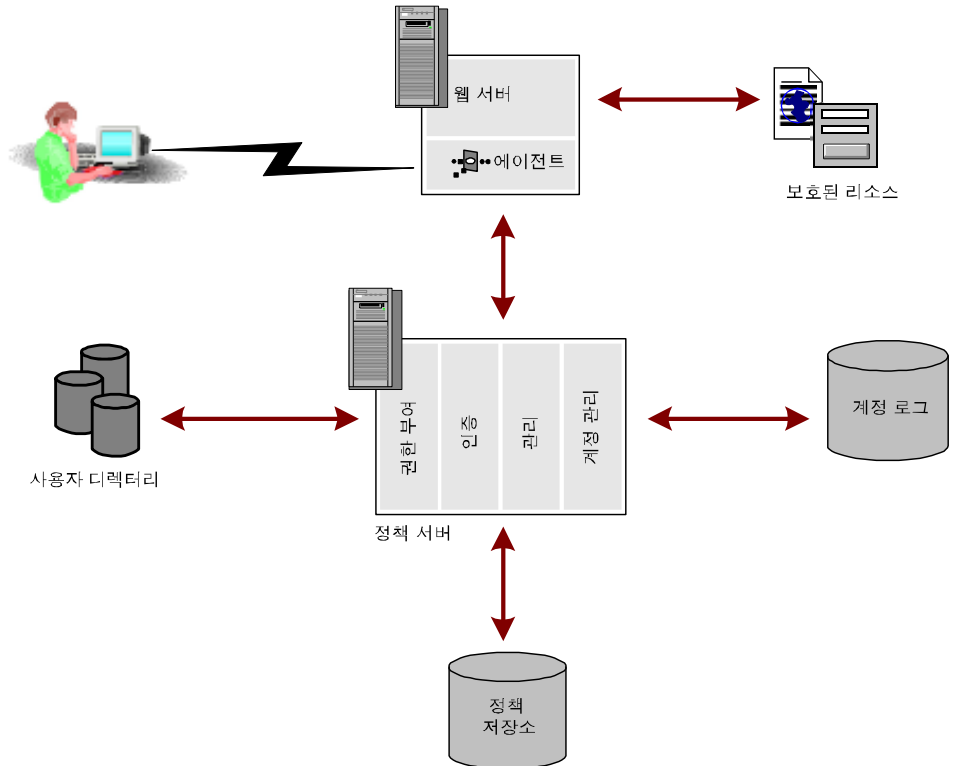 웹 서버
에이전트
보호된 리소스
권한 부여
인증
관리
계정 관리
계정 로그
사용자 디렉터리
정책 서버
정책
저장소